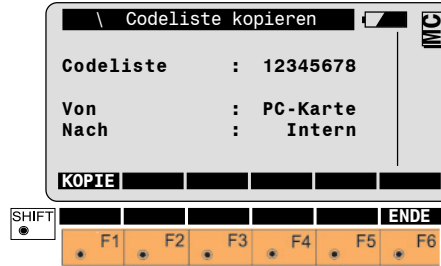 \ Codeliste kopieren
MC
Codeliste : 12345678
Von : PC-Karte
Nach : Intern
KOPIE
SHIFT
ENDE
F1 F2 F3 F4 F5 F6